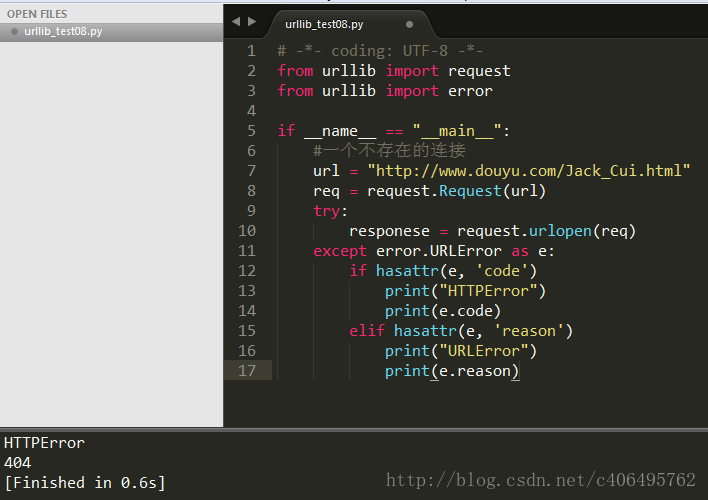 OPEN FILES
urllib_test08.py
urllib_test08.py
1 # -*- coding: UTF-8 -*-
2 from urllib import request
3 from urllib import error
4
5 if __name__ == "__main__":
6     #一个不存在的连接
7     url = "http://www.douyu.com/Jack_Cui.html"
8     req = request.Request(url)
9     try:
10         responese = request.urlopen(req)
11     except error.URLError as e:
12         if hasattr(e, 'code')
13             print("HTTPError")
14             print(e.code)
15         elif hasattr(e, 'reason')
16             print("URLError")
17             print(e.reason)
HTTPError
404
[Finished in 0.6s]
http://blog.csdn.net/c406495762